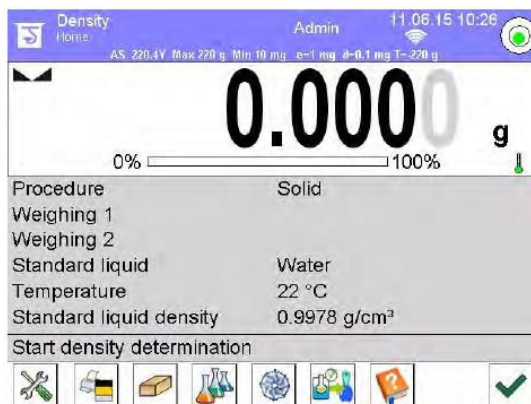 Density Admin 11.06.15 10:26
Home
AS 220.4Y Max 220 g Min 10 mg e=1 mg d=0.1 mg T=-220 g
0.0000 g
0% 100%
Procedure Solid
Weighing 1
Weighing 2
Standard liquid Water
Temperature 22 °C
Standard liquid density 0.9978 g/cm³
Start density determination
?